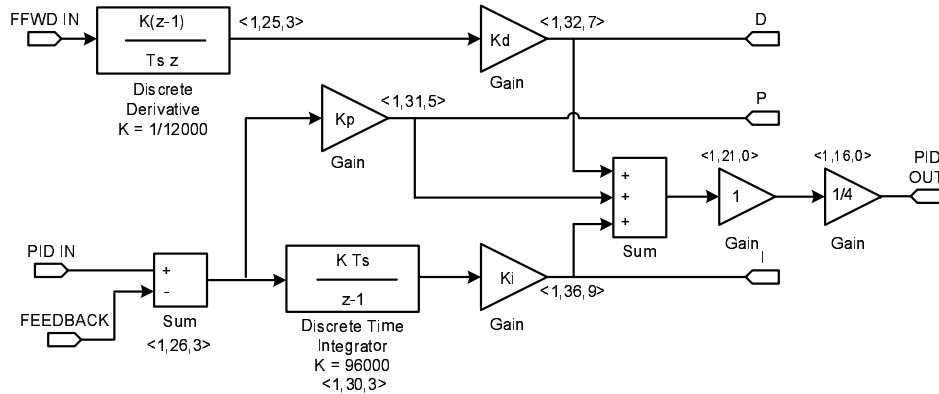 FFWD IN
K(z-1)
Ts z
<1,25,3>
Discrete
Derivative
K = 1/12000
Kd
Gain
<1,32,7>
D
Kp
Gain
<1,31,5>
P
PID IN
FEEDBACK
+
-
Sum
<1,26,3>
K Ts
z-1
Discrete Time
Integrator
K = 96000
<1,30,3>
Ki
Gain
<1,36,9>
I
+
+
+
Sum
<1,21,0>
1
Gain
<1,16,0>
1/4
Gain
PID
OUT